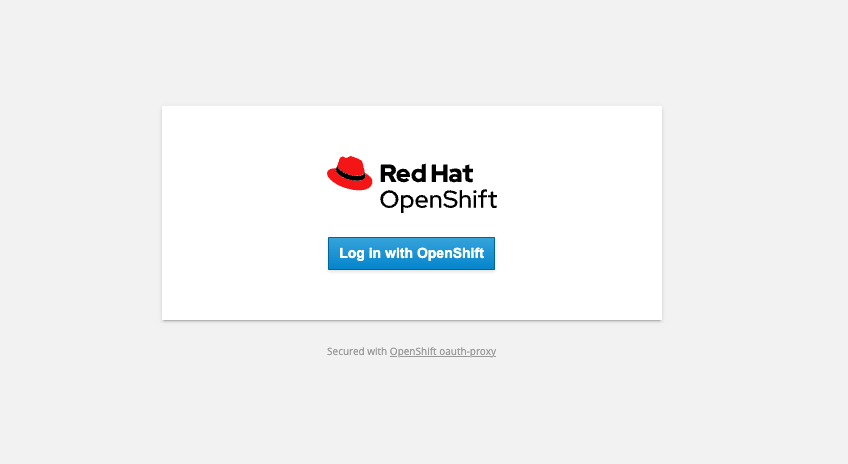 Red Hat
OpenShift
Log in with OpenShift
Secured with OpenShift oauth-proxy